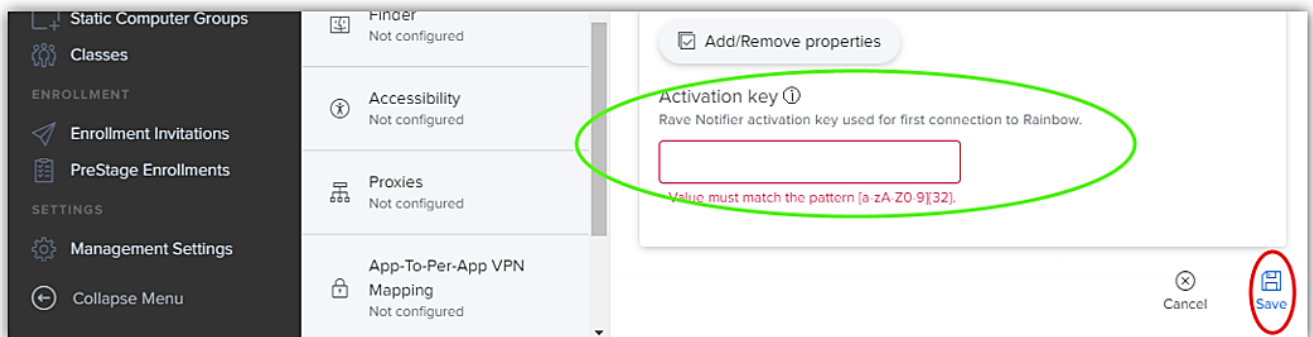 Static Computer Groups
Classes
ENROLLMENT
Enrollment Invitations
PreStage Enrollments
SETTINGS
Management Settings
Collapse Menu
Finder
Not configured
Accessibility
Not configured
Proxies
Not configured
App-To-Per-App VPN
Mapping
Not configured
Add/Remove properties
Activation key
Rave Notifier activation key used for first connection to Rainbow.
Value must match the pattern [a-zA-Z0-9]{32}.
Cancel
Save